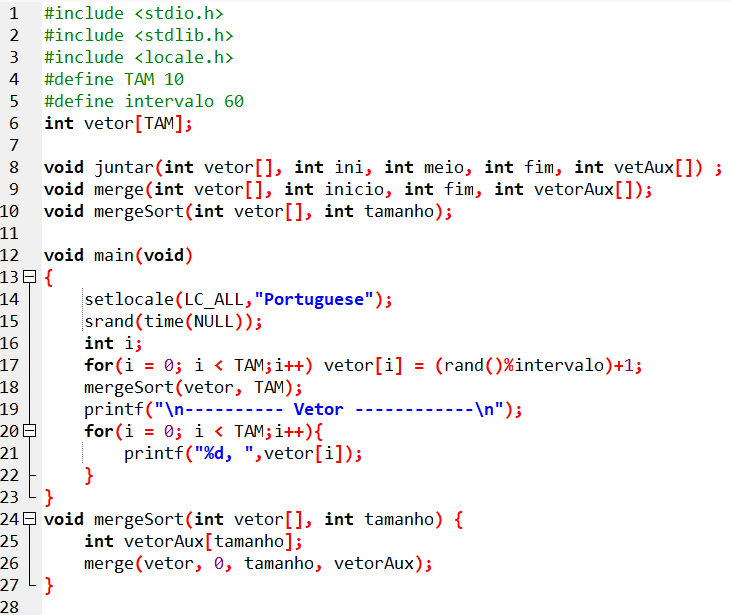 1 #include <stdio.h>
2 #include <stdlib.h>
3 #include <locale.h>
4 #define TAM 10
5 #define intervalo 60
6 int vetor[TAM];
7
8 void juntar(int vetor[], int ini, int meio, int fim, int vetAux[]) ;
9 void merge(int vetor[], int inicio, int fim, int vetorAux[]);
10 void mergeSort(int vetor[], int tamanho);
11
12 void main(void)
13 {
14     setlocale(LC_ALL,"Portuguese");
15     srand(time(NULL));
16     int i;
17     for(i = 0; i < TAM;i++) vetor[i] = (rand()%intervalo)+1;
18     mergeSort(vetor, TAM);
19     printf("\n---------- Vetor ------------\n");
20     for(i = 0; i < TAM;i++){
21         printf("%d, ",vetor[i]);
22     }
23 }
24 void mergeSort(int vetor[], int tamanho) {
25     int vetorAux[tamanho];
26     merge(vetor, 0, tamanho, vetorAux);
27 }
28